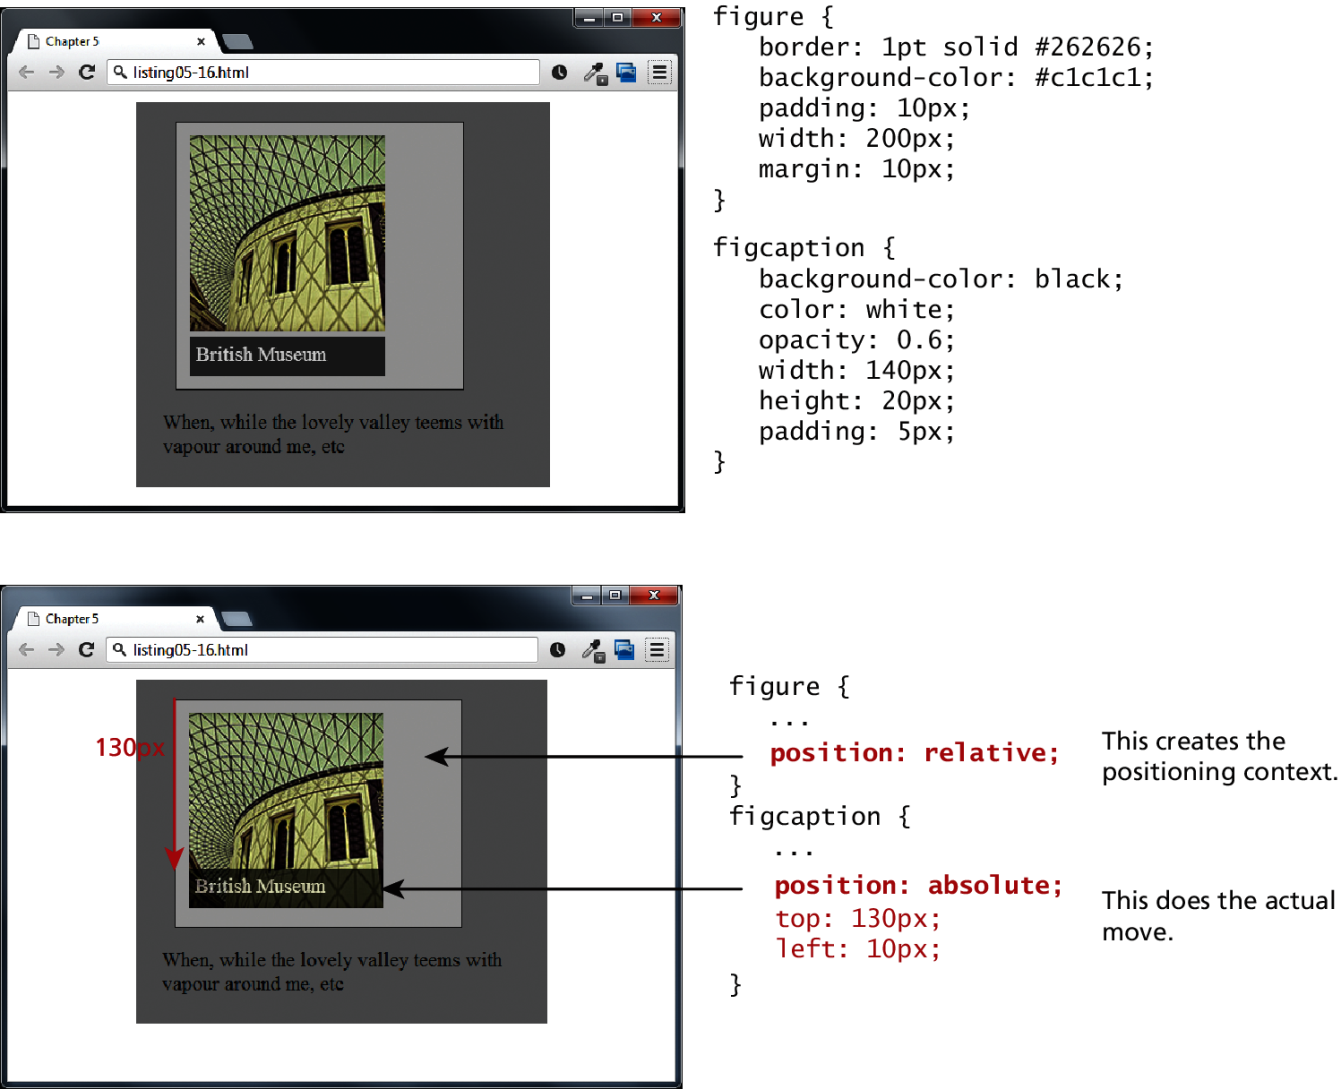 Chapter 5
listing05-16.html
British Museum
When, while the lovely valley teems with
vapour around me, etc
figure {
border: 1pt solid #262626;
background-color: #c1c1c1;
padding: 10px;
width: 200px;
margin: 10px;
}
figcaption {
background-color: black;
color: white;
opacity: 0.6;
width: 140px;
height: 20px;
padding: 5px;
}
Chapter 5
listing05-16.html
130px
British Museum
When, while the lovely valley teems with
vapour around me, etc
figure {
...
position: relative;
}
figcaption {
...
position: absolute;
top: 130px;
left: 10px;
}
This creates the
positioning context.
This does the actual
move.